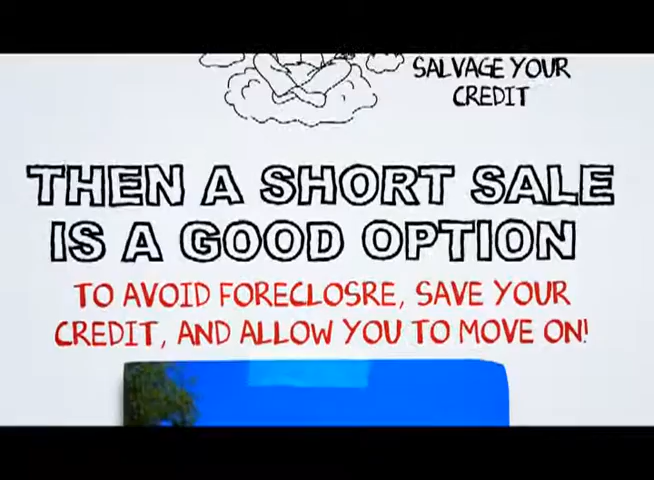 SALVAGE YOUR
CREDIT
THEN A SHORT SALE
IS A GOOD OPTION
TO AVOID FORECLOSRE, SAVE YOUR
CREDIT, AND ALLOW YOU TO MOVE ON!